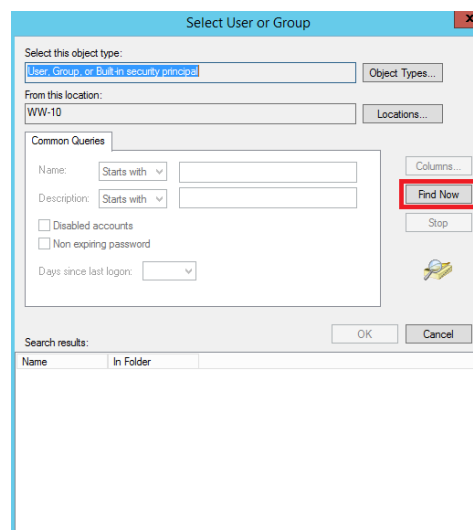 Select User or Group
x
Select this object type:
User, Group, or Built-in security principal
Object Types...
From this location:
WW-10
Locations...
Common Queries
Name: Starts with
Columns...
Description: Starts with
Find Now
Disabled accounts
Stop
Non expiring password
Days since last logon:
OK Cancel
Search results:
Name In Folder